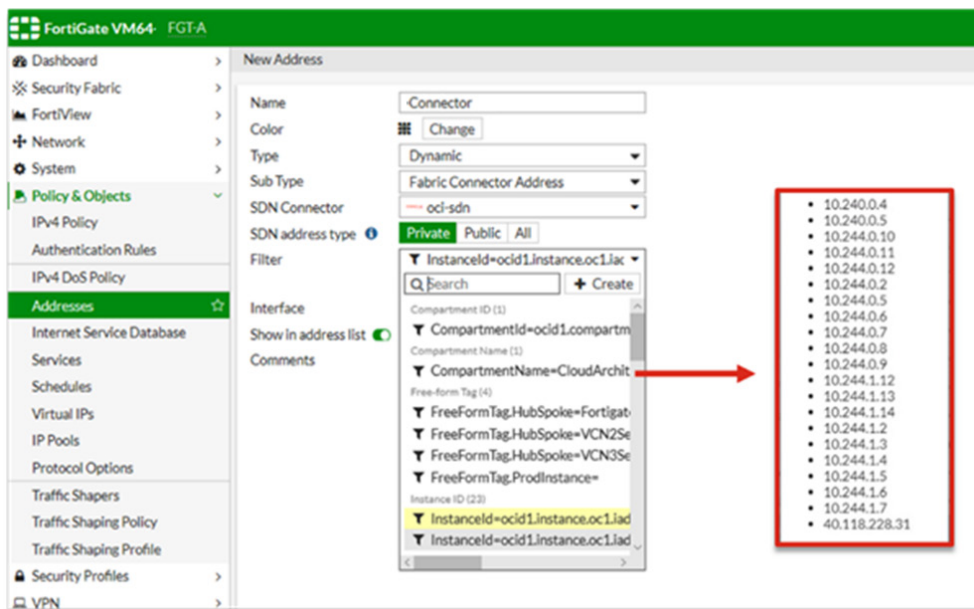 FortiGate VM64- FGT-A
Dashboard
Security Fabric
FortiView
Network
System
Policy & Objects
IPv4 Policy
Authentication Rules
IPv4 DoS Policy
Addresses
Internet Service Database
Services
Schedules
Virtual IPs
IP Pools
Protocol Options
Traffic Shapers
Traffic Shaping Policy
Traffic Shaping Profile
Security Profiles
VPN
New Address
Name -Connector
Color Change
Type Dynamic
Sub Type Fabric Connector Address
SDN Connector oci-sdn
SDN address type Private Public All
Filter InstanceId=ocid1.instance.oc1.iac
Search + Create
Interface
Show in address list
Comments
Compartment ID (1)
CompartmentId=ocid1.compartm
Compartment Name (1)
CompartmentName=CloudArchit
Free-form Tag (4)
FreeFormTag.HubSpoke=Fortigat
FreeFormTag.HubSpoke=VCN2Se
FreeFormTag.HubSpoke=VCN3Se
FreeFormTag.ProdInstance=
Instance ID (23)
InstanceId=ocid1.instance.oc1.iad
InstanceId=ocid1.instance.oc1.iad
• 10.240.0.4
• 10.240.0.5
• 10.244.0.10
• 10.244.0.11
• 10.244.0.12
• 10.244.0.2
• 10.244.0.5
• 10.244.0.6
• 10.244.0.7
• 10.244.0.8
• 10.244.0.9
• 10.244.1.12
• 10.244.1.13
• 10.244.1.14
• 10.244.1.2
• 10.244.1.3
• 10.244.1.4
• 10.244.1.5
• 10.244.1.6
• 10.244.1.7
• 40.118.228.31